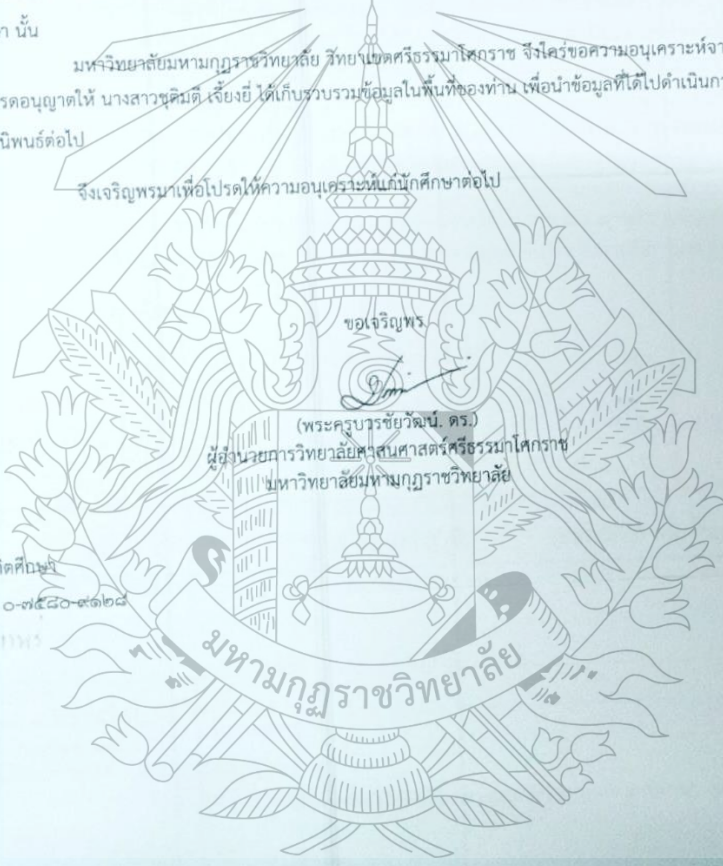 า นั้น
มหาวิทยาลัยมหามกุฏราชวิทยาลัย วิทยาเขตศรีธรรมาโศกราช จึงใคร่ขอความอนุเคราะห์จา
รดอนุญาตให้ นางสาวชุติมตี เจี้ยงยี่ ได้เก็บรวบรวมข้อมูลในพื้นที่ของท่าน เพื่อนำข้อมูลที่ได้ไปดำเนินกา
นิพนธ์ต่อไป
จึงเจริญพรมาเพื่อโปรดให้ความอนุเคราะห์แก่นักศึกษาต่อไป
ขอเจริญพร
(พระครูบวรชัยวัฒน์. ดร.)
ผู้อำนวยการวิทยาลัยศาสนศาสตร์ศรีธรรมาโศกราช
มหาวิทยาลัยมหามกุฏราชวิทยาลัย
ฑิตศึกษา
๐-๗๕๘๐-๙๑๒๘
มหามกุฏราชวิทยาลัย